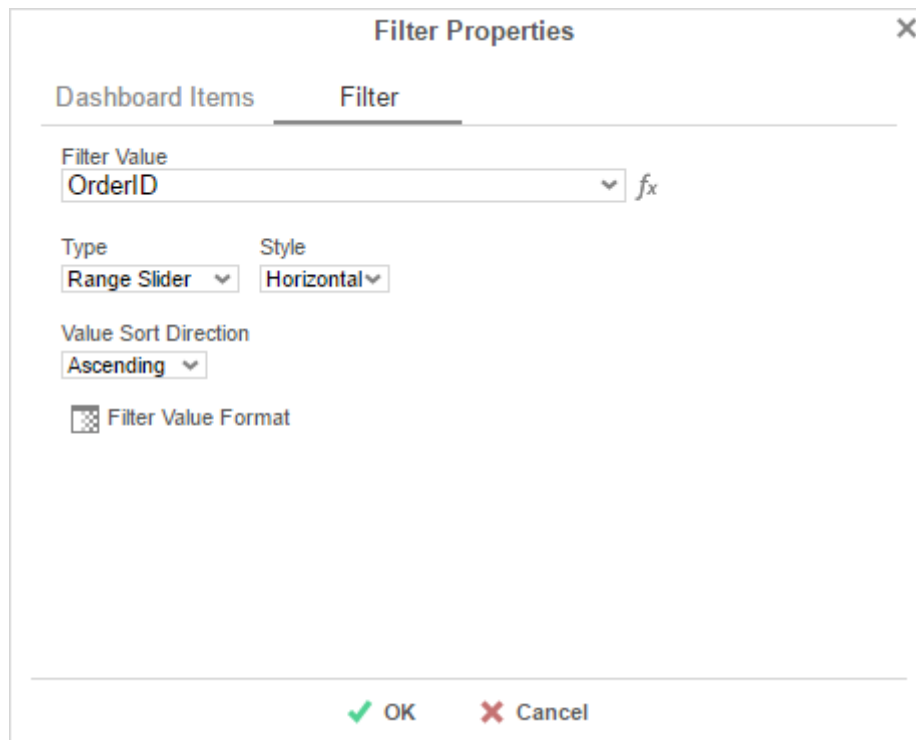 Filter Properties
Dashboard Items Filter
Filter Value
OrderID fx
Type Style
Range Slider Horizontal
Value Sort Direction
Ascending
Filter Value Format
OK Cancel